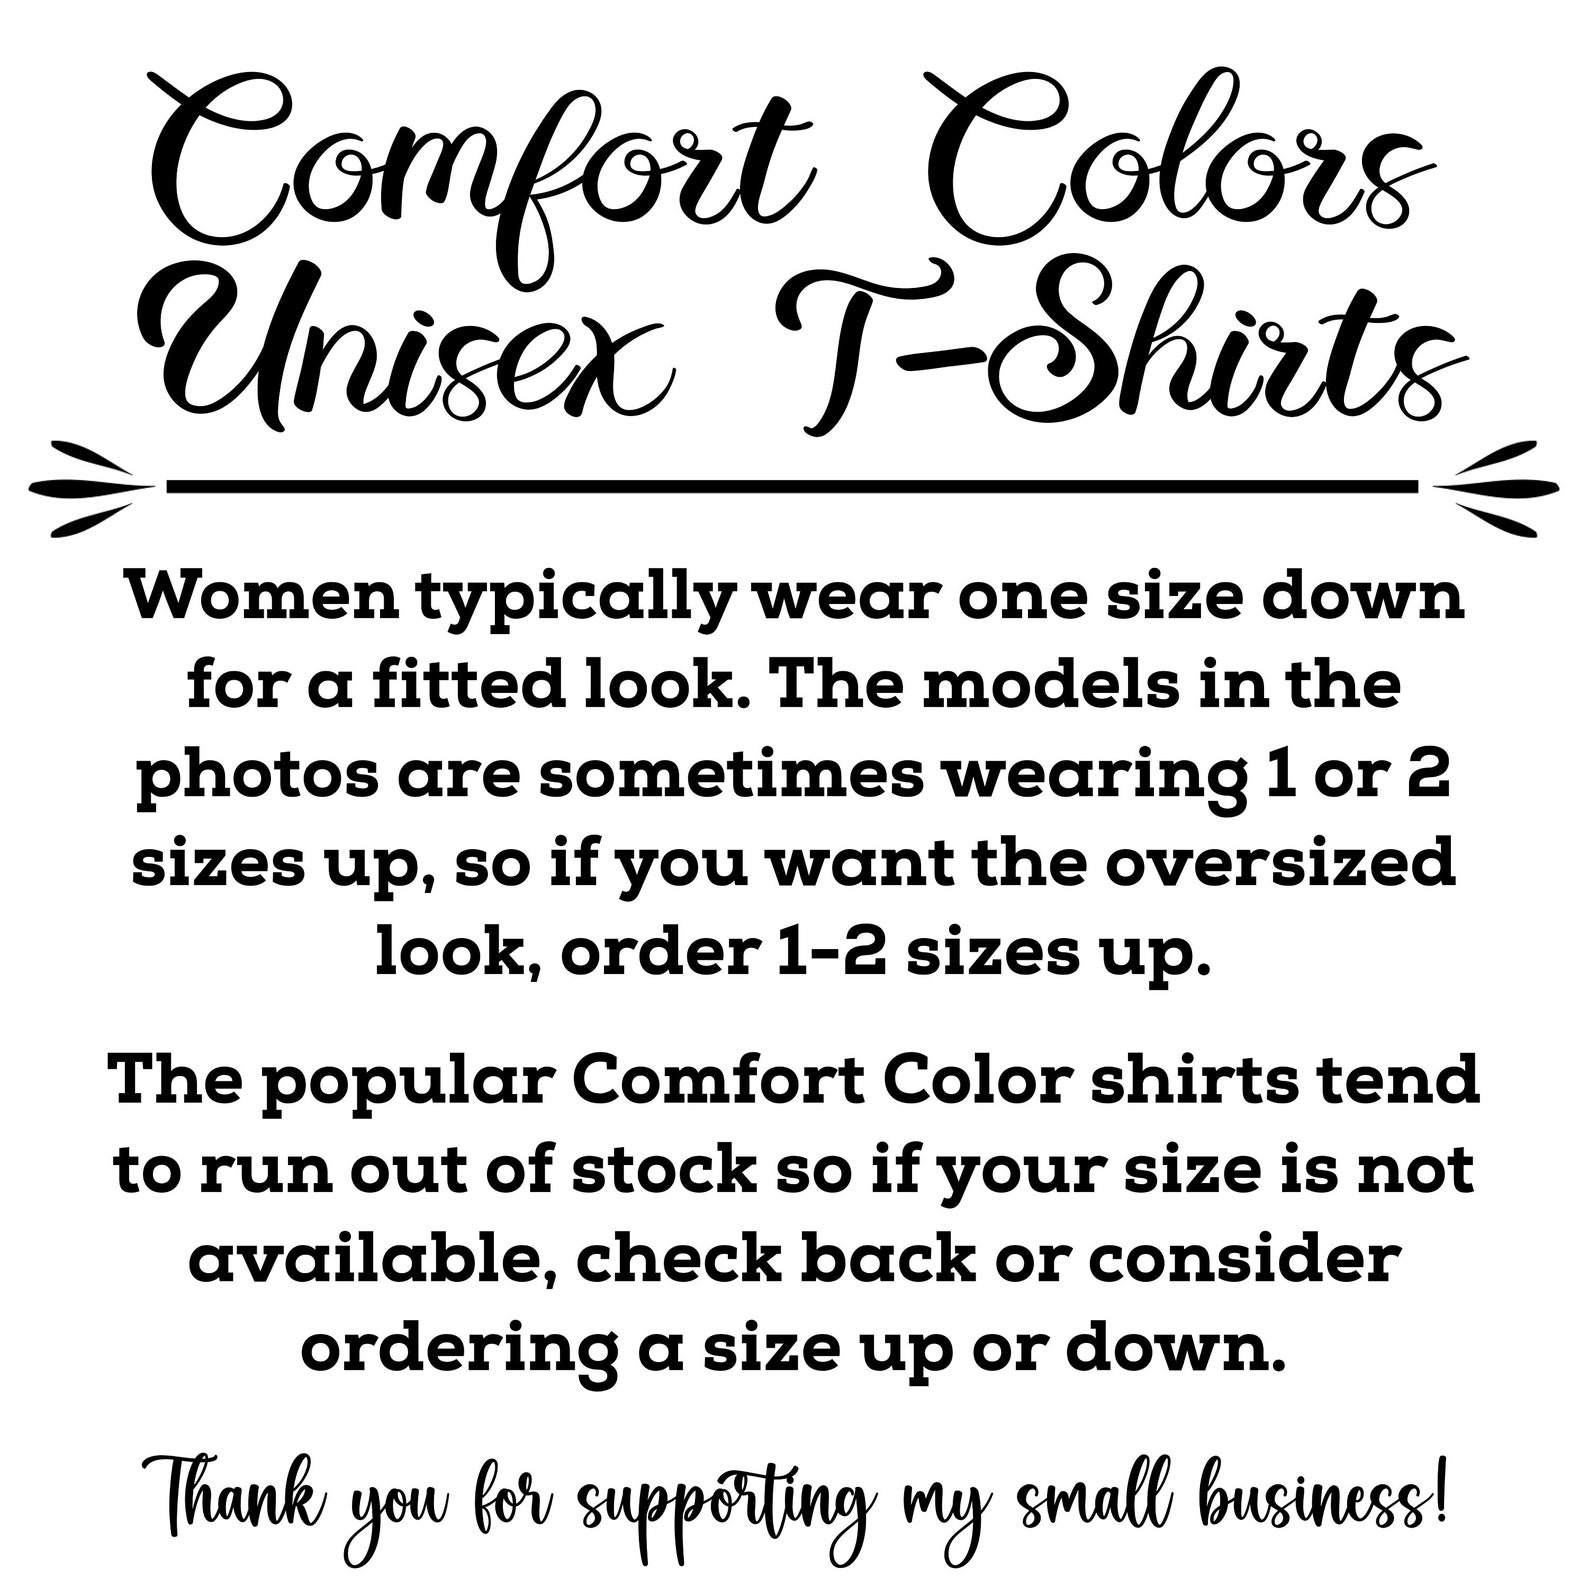 Comfort Colors
Unisex T-Shirts
Women typically wear one size down
for a fitted look. The models in the
photos are sometimes wearing 1 or 2
sizes up, so if you want the oversized
look, order 1-2 sizes up.
The popular Comfort Color shirts tend
to run out of stock so if your size is not
available, check back or consider
ordering a size up or down.
Thank you for supporting my small business!